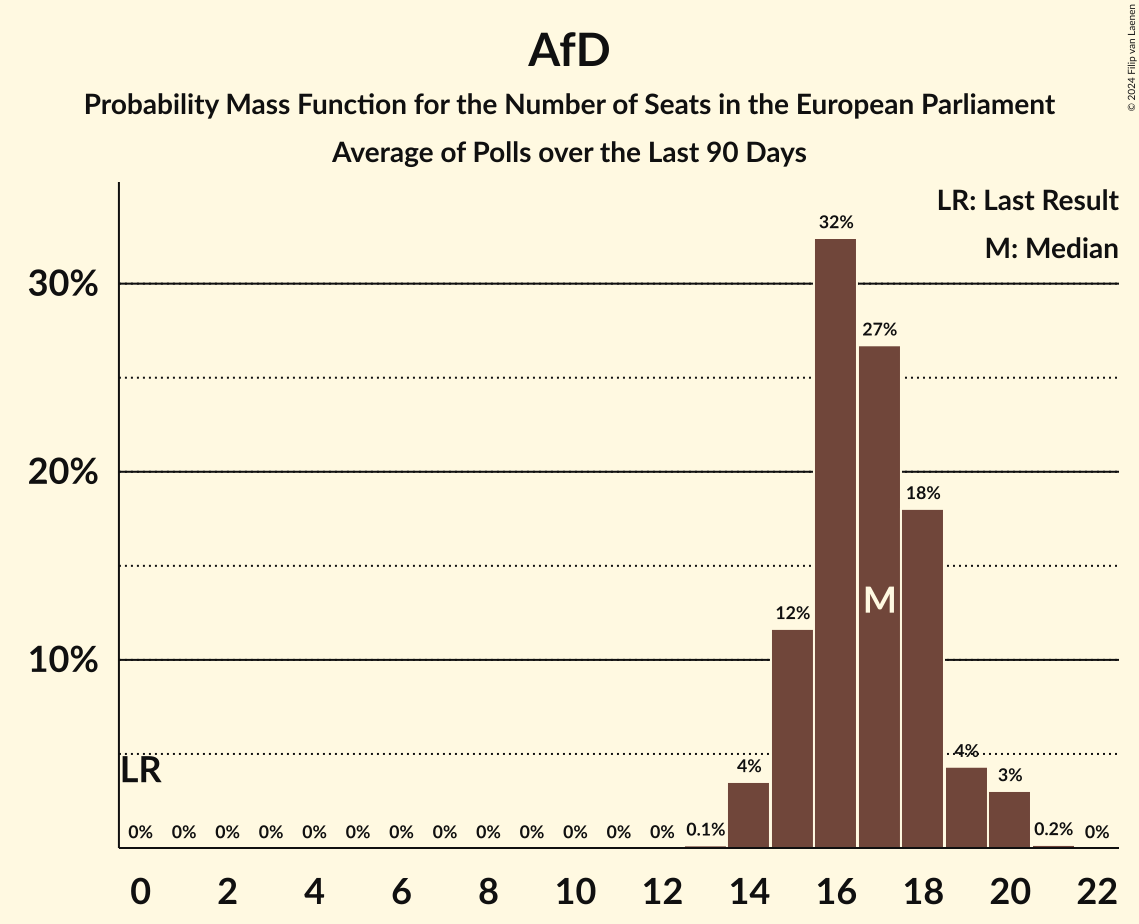 AfD
Probability Mass Function for the Number of Seats in the European Parliament
Average of Polls over the Last 90 Days
© 2024 Filip van Laenen
LR: Last Result
M: Median
30%
20%
10%
32%
27%
18%
12%
4%
4%
3%
0% 0% 0% 0% 0% 0% 0% 0% 0% 0% 0% 0% 0% 0.1% 0.2% 0%
LR
M
0 2 4 6 8 10 12 14 16 18 20 22